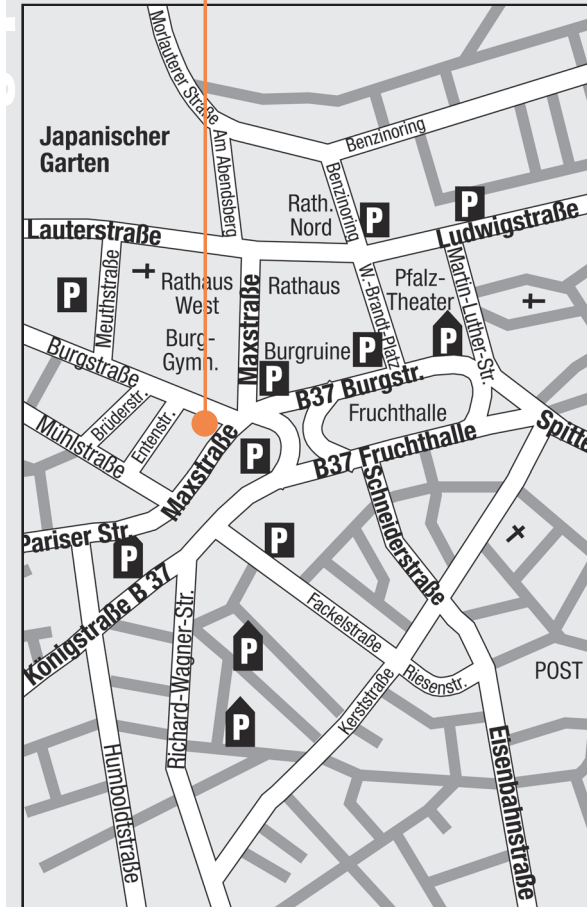 Morlauterer Straße
Japanischer
Garten
Am Abendsberg
Benzinoring
Benzinoring
Rath.
Nord
P
P
Lauterstraße
Ludwigstraße
P
Meuthstraße
Rathaus
West
Maxstraße
Rathaus
W.-Brandt-Platz
Pfalz-
Theater
Martin-Luther-Str.
P
Burg-
Gymn.
Burgruine
P
P
Burgstraße
B37 Burgstr.
Brüderstr.
Entenstr.
Fruchthalle
Mühlstraße
Maxstraße
P
B37 Fruchthalle
Spitte
Pariser Str.
P
P
Schneiderstraße
Königstraße B 37
Richard-Wagner-Str.
Fackelstraße
P
P
Kerststraße
Riesenstr.
POST
Humboldtstraße
Eisenbahnstraße